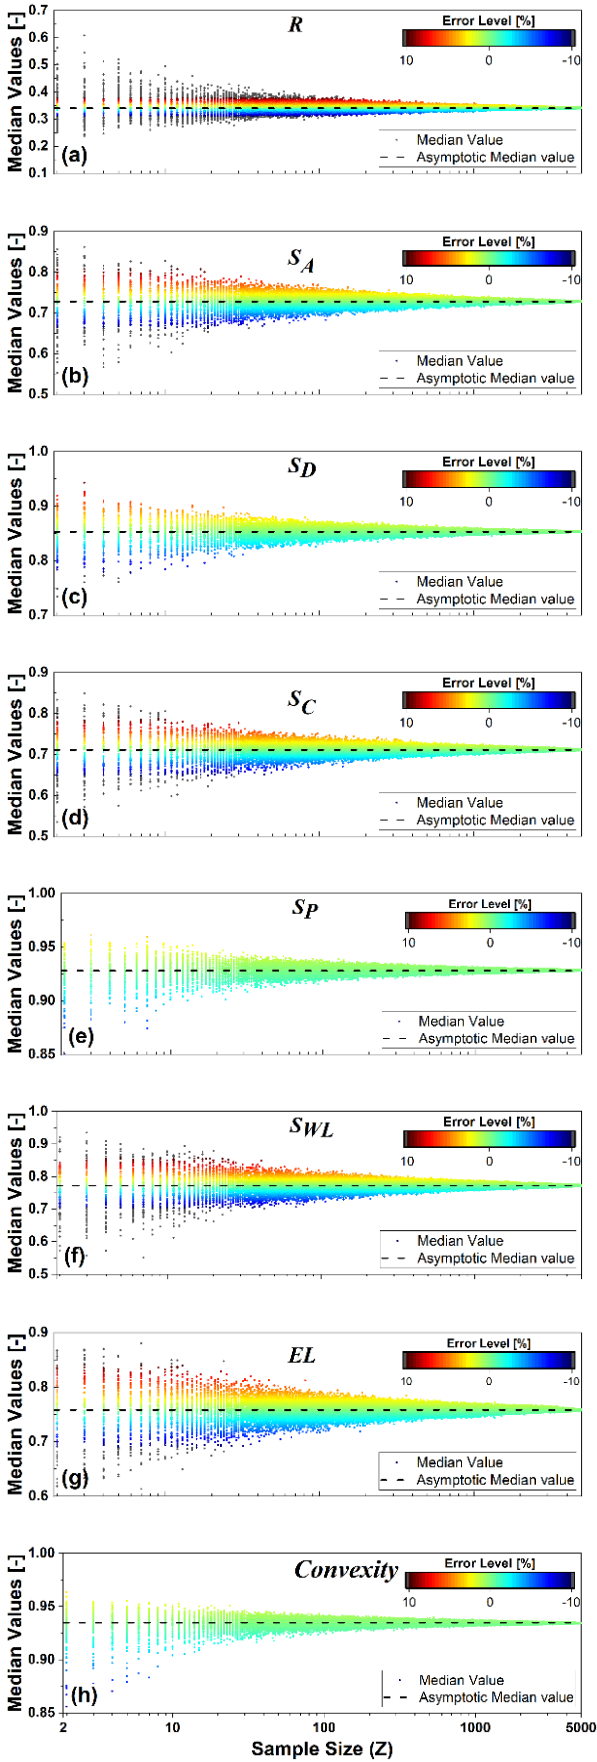 R
Error Level [%]
10 0 -10
0.7
0.6
0.5
0.4
0.3
0.2
0.1
Median Values [-]
(a)
Median Value
Asymptotic Median value
S_A
Error Level [%]
10 0 -10
0.9
0.8
0.7
0.6
0.5
Median Values [-]
(b)
Median Value
Asymptotic Median value
S_D
Error Level [%]
10 0 -10
1.0
0.9
0.8
0.7
Median Values [-]
(c)
Median Value
Asymptotic Median value
S_C
Error Level [%]
10 0 -10
0.9
0.8
0.7
0.6
0.5
Median Values [-]
(d)
Median Value
Asymptotic Median value
S_P
Error Level [%]
10 0 -10
1.00
0.95
0.90
0.85
Median Values [-]
(e)
Median Value
Asymptotic Median value
S_WL
Error Level [%]
10 0 -10
1.0
0.9
0.8
0.7
0.6
0.5
Median Values [-]
(f)
Median Value
Asymptotic Median value
EL
Error Level [%]
10 0 -10
0.9
0.8
0.7
0.6
Median Values [-]
(g)
Median Value
Asymptotic Median value
Convexity
Error Level [%]
10 0 -10
1.00
0.95
0.90
0.85
Median Values [-]
(h)
Median Value
Asymptotic Median value
2 10 100 1000 5000
Sample Size (Z)